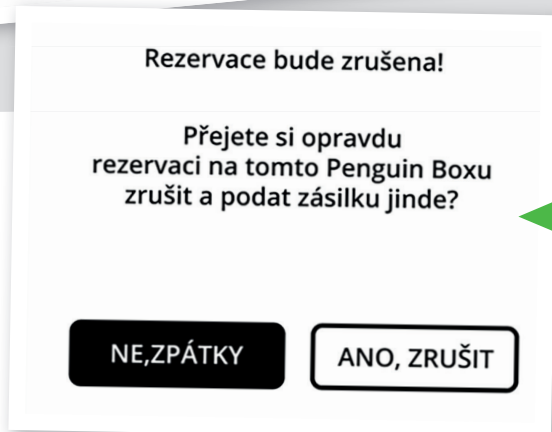 Rezervace bude zrušena!
Přejete si opravdu
rezervaci na tomto Penguin Boxu
zrušit a podat zásilku jinde?
NE,ZPÁTKY
ANO, ZRUŠIT